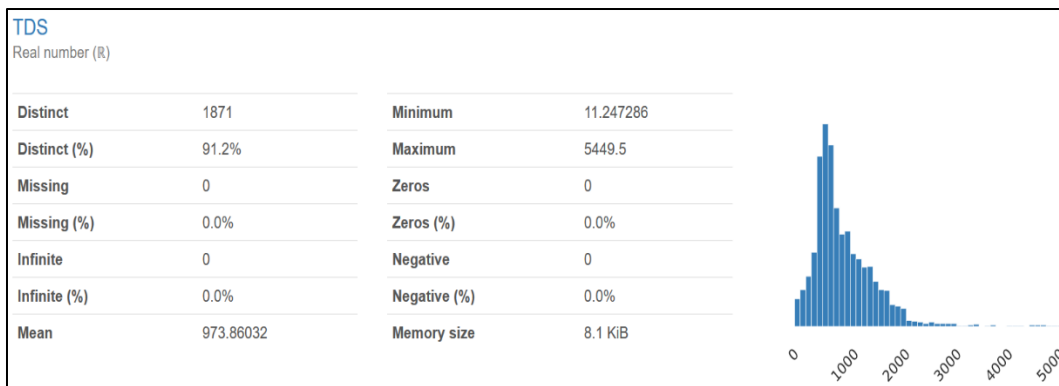 TDS
Real number (ℝ)
Distinct 1871 Minimum 11.247286
Distinct (%) 91.2% Maximum 5449.5
Missing 0 Zeros 0
Missing (%) 0.0% Zeros (%) 0.0%
Infinite 0 Negative 0
Infinite (%) 0.0% Negative (%) 0.0%
Mean 973.86032 Memory size 8.1 KiB
0 1000 2000 3000 4000